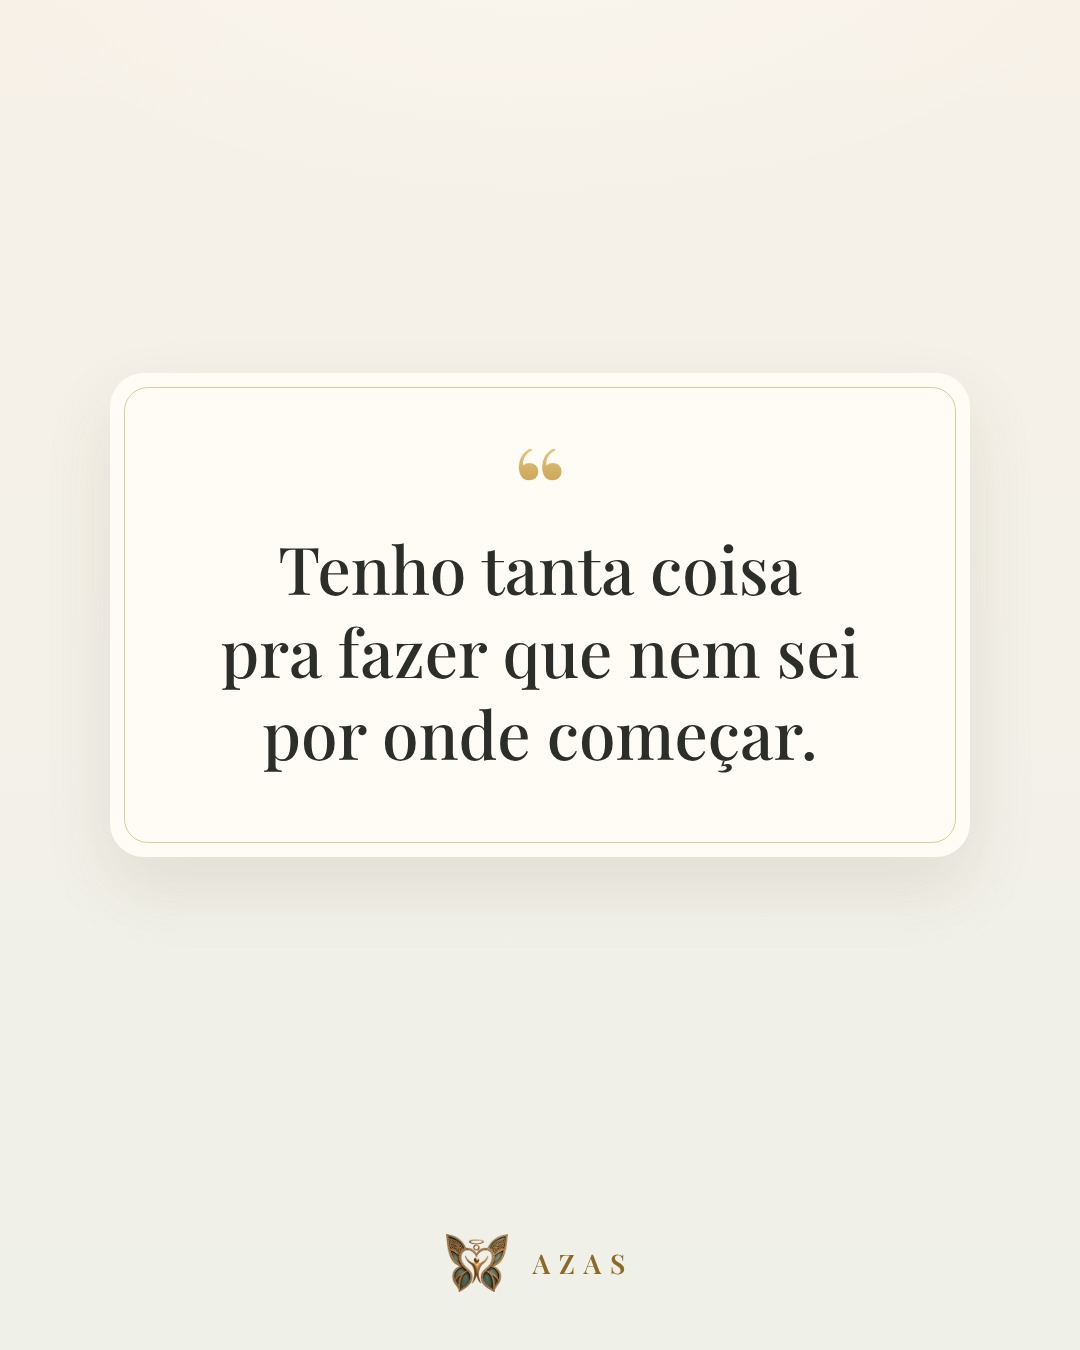 “
Tenho tanta coisa
pra fazer que nem sei
por onde começar.
AZAS